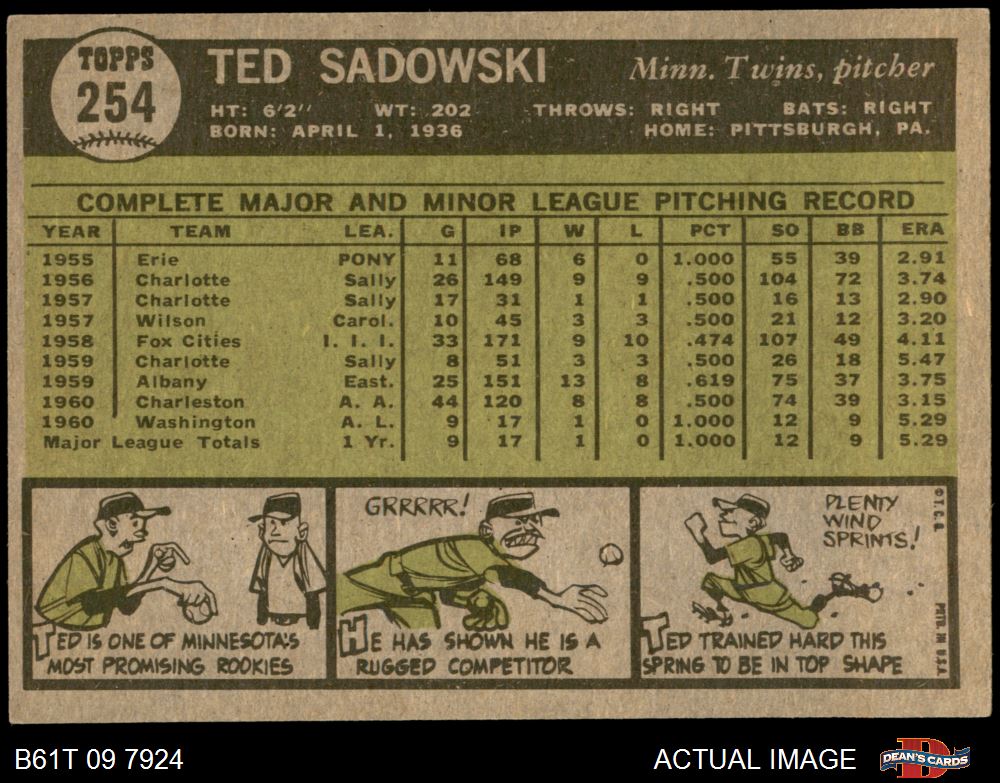 TOPPS
254
TED SADOWSKI
Minn. Twins, pitcher
HT: 6'2" WT: 202 THROWS: RIGHT BATS: RIGHT
BORN: APRIL 1, 1936 HOME: PITTSBURGH, PA.
COMPLETE MAJOR AND MINOR LEAGUE PITCHING RECORD
YEAR TEAM LEA. G IP W L PCT SO BB ERA
1955 Erie PONY 11 68 6 0 1.000 55 39 2.91
1956 Charlotte Sally 26 149 9 9 .500 104 72 3.74
1957 Charlotte Sally 17 31 1 1 .500 16 13 2.90
1957 Wilson Carol. 10 45 3 3 .500 21 12 3.20
1958 Fox Cities I. I. I. 33 171 9 10 .474 107 49 4.11
1959 Charlotte Sally 8 51 3 3 .500 26 18 5.47
1959 Albany East. 25 151 13 8 .619 75 37 3.75
1960 Charleston A. A. 44 120 8 8 .500 74 39 3.15
1960 Washington A. L. 9 17 1 0 1.000 12 9 5.29
Major League Totals 1 Yr. 9 17 1 0 1.000 12 9 5.29
TED IS ONE OF MINNESOTA'S
MOST PROMISING ROOKIES
GRRRRR!
HE HAS SHOWN HE IS A
RUGGED COMPETITOR
PLENTY
WIND
SPRINTS!
TED TRAINED HARD THIS
SPRING TO BE IN TOP SHAPE
© T. C. G.
PRTD. IN U.S.A.
B61T 09 7924
ACTUAL IMAGE
DEAN'S CARDS